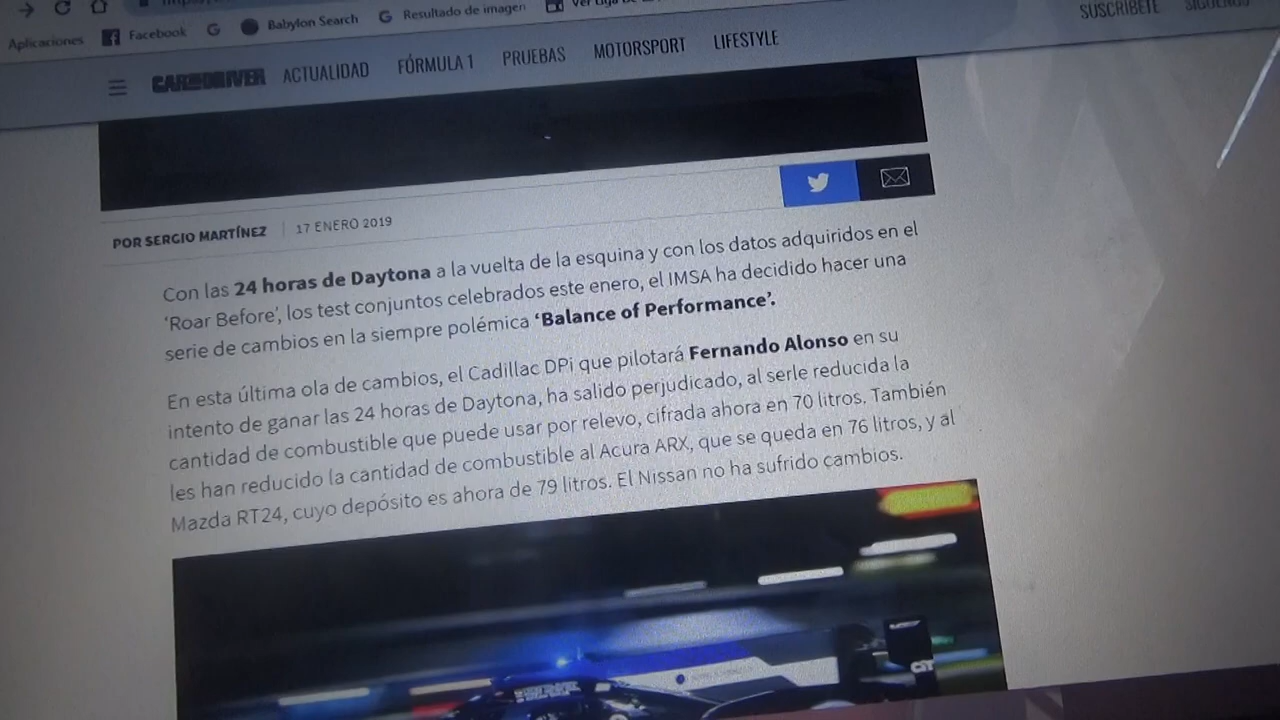 Aplicaciones Facebook Babylon Search Resultado de imagen
SUSCRÍBETE
CAR DRIVER ACTUALIDAD FÓRMULA 1 PRUEBAS MOTORSPORT LIFESTYLE
POR SERGIO MARTÍNEZ | 17 ENERO 2019
Con las 24 horas de Daytona a la vuelta de la esquina y con los datos adquiridos en el
‘Roar Before’, los test conjuntos celebrados este enero, el IMSA ha decidido hacer una
serie de cambios en la siempre polémica ‘Balance of Performance’.
En esta última ola de cambios, el Cadillac DPi que pilotará Fernando Alonso en su
intento de ganar las 24 horas de Daytona, ha salido perjudicado, al serle reducida la
cantidad de combustible que puede usar por relevo, cifrada ahora en 70 litros. También
les han reducido la cantidad de combustible al Acura ARX, que se queda en 76 litros, y al
Mazda RT24, cuyo depósito es ahora de 79 litros. El Nissan no ha sufrido cambios.